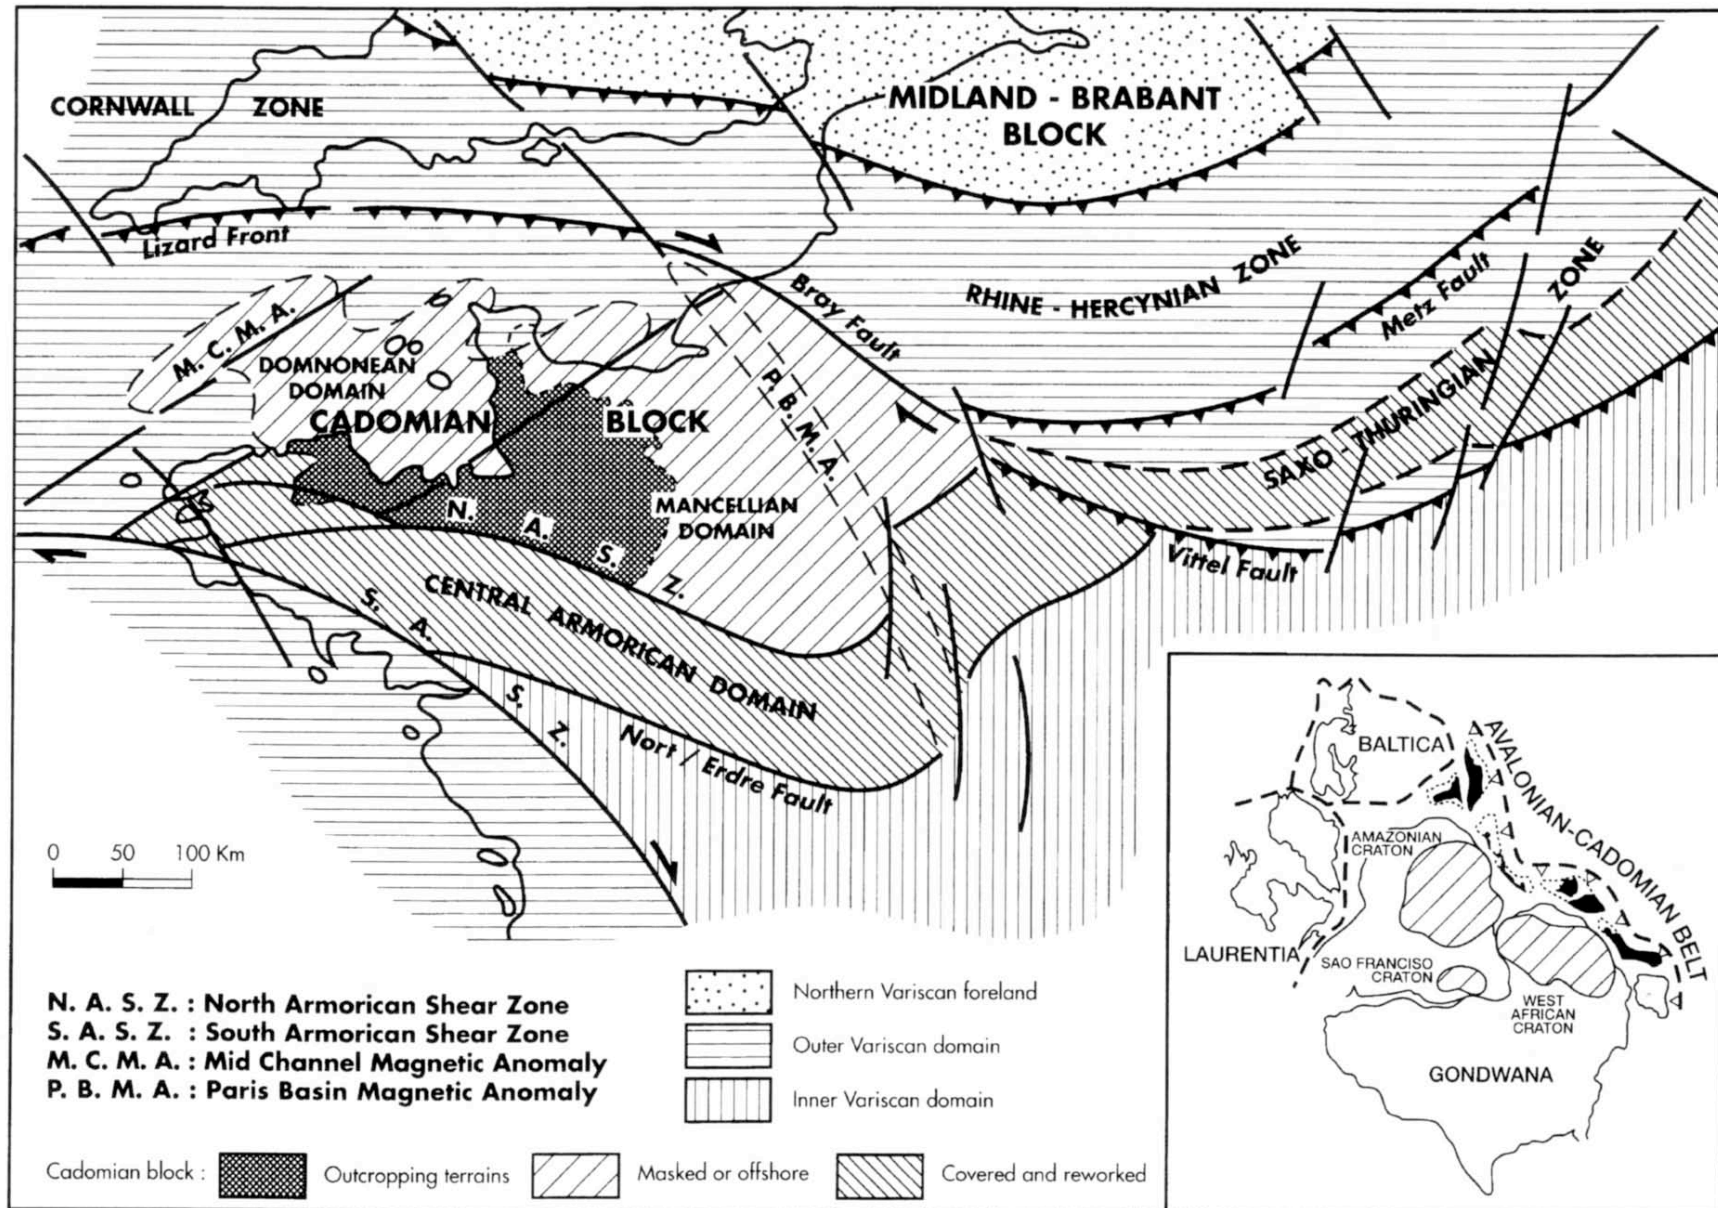 CORNWALL ZONE
MIDLAND - BRABANT
BLOCK
Lizard Front
RHINE - HERCYNIAN ZONE
Bray Fault
Metz Fault
SAXO - THURINGIAN ZONE
M. C. M. A.
DOMNONEAN
DOMAIN
CADOMIAN BLOCK
P. B. M. A.
MANCELLIAN
DOMAIN
N. A. S. Z.
Vittel Fault
CENTRAL ARMORICAN DOMAIN
S. A. S. Z.
Nort / Erdre Fault
0 50 100 Km
BALTICA
AVALONIAN-CADOMIAN BELT
AMAZONIAN
CRATON
LAURENTIA
SAO FRANCISO
CRATON
WEST
AFRICAN
CRATON
GONDWANA
N. A. S. Z. : North Armorican Shear Zone
S. A. S. Z. : South Armorican Shear Zone
M. C. M. A. : Mid Channel Magnetic Anomaly
P. B. M. A. : Paris Basin Magnetic Anomaly
Northern Variscan foreland
Outer Variscan domain
Inner Variscan domain
Cadomian block : Outcropping terrains Masked or offshore Covered and reworked